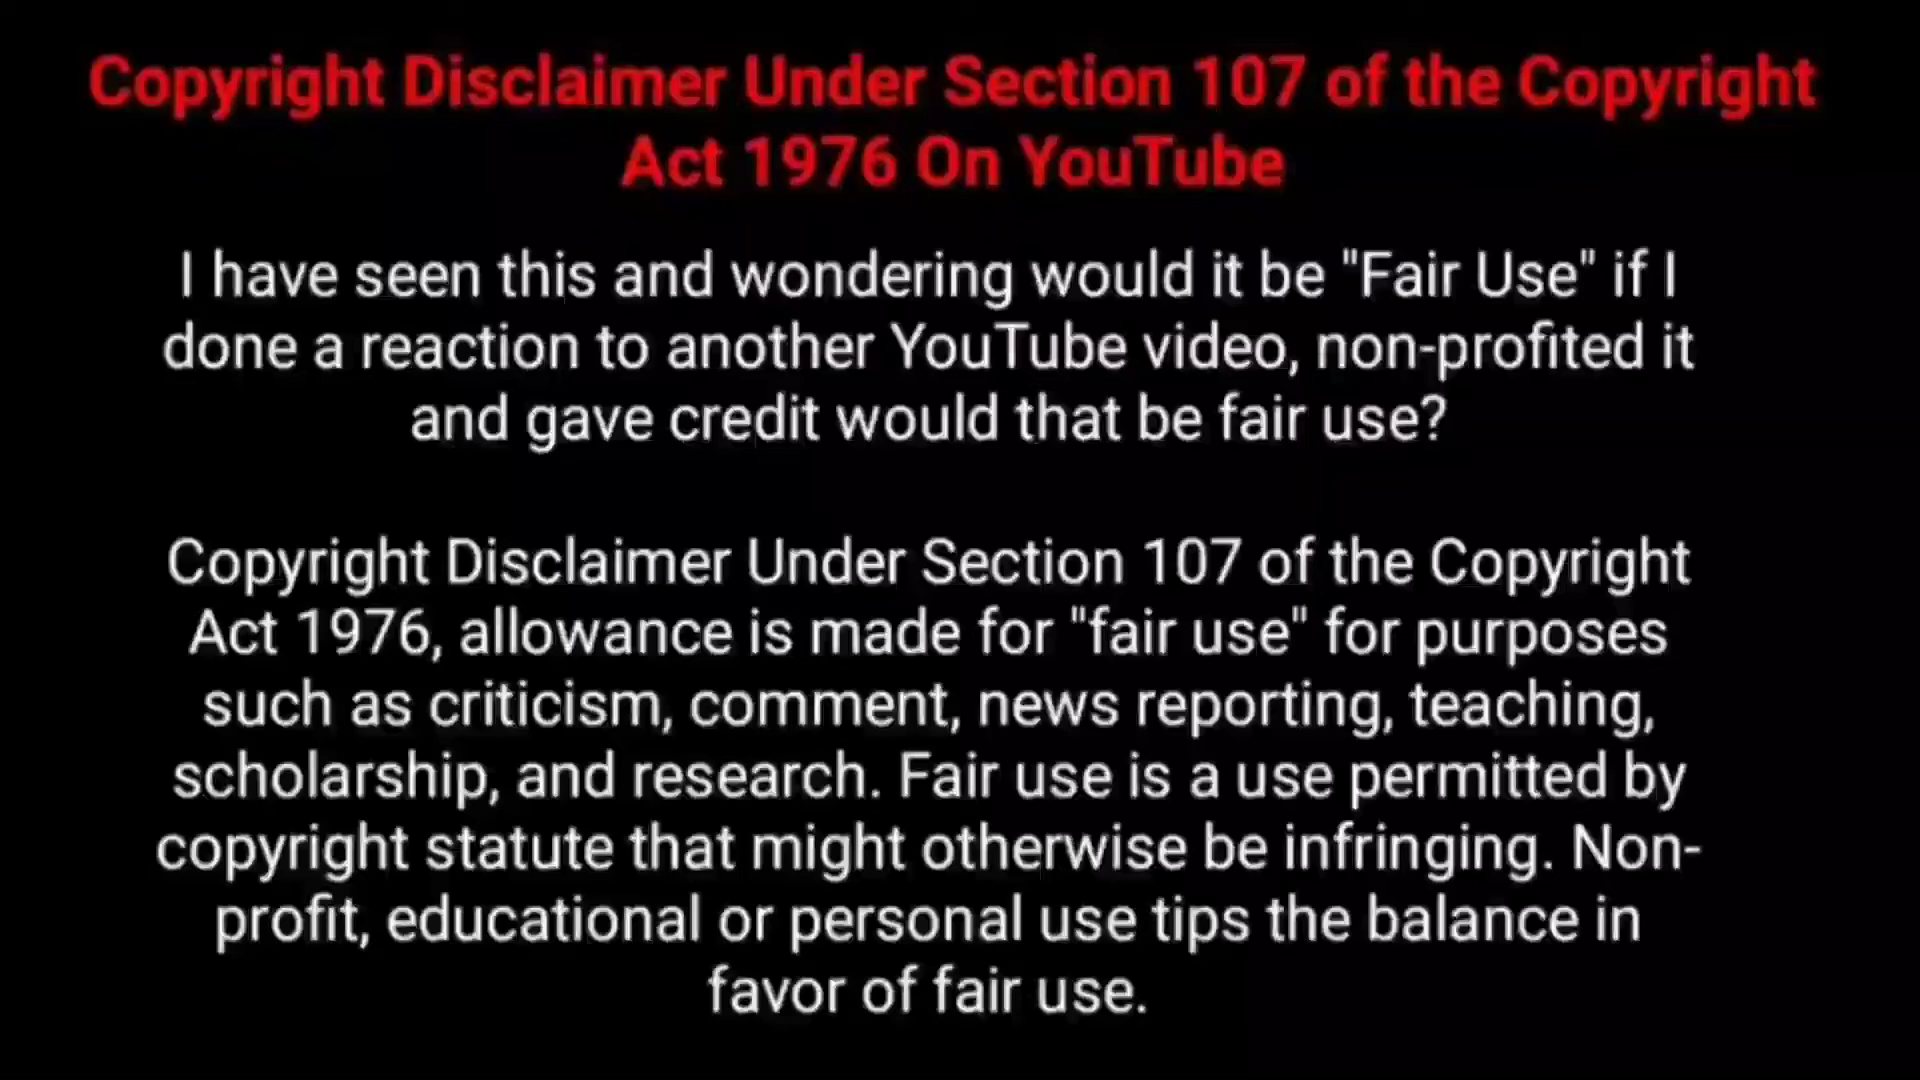 Copyright Disclaimer Under Section 107 of the Copyright
Act 1976 On YouTube
I have seen this and wondering would it be "Fair Use" if I
done a reaction to another YouTube video, non-profited it
and gave credit would that be fair use?
Copyright Disclaimer Under Section 107 of the Copyright
Act 1976, allowance is made for "fair use" for purposes
such as criticism, comment, news reporting, teaching,
scholarship, and research. Fair use is a use permitted by
copyright statute that might otherwise be infringing. Non-
profit, educational or personal use tips the balance in
favor of fair use.